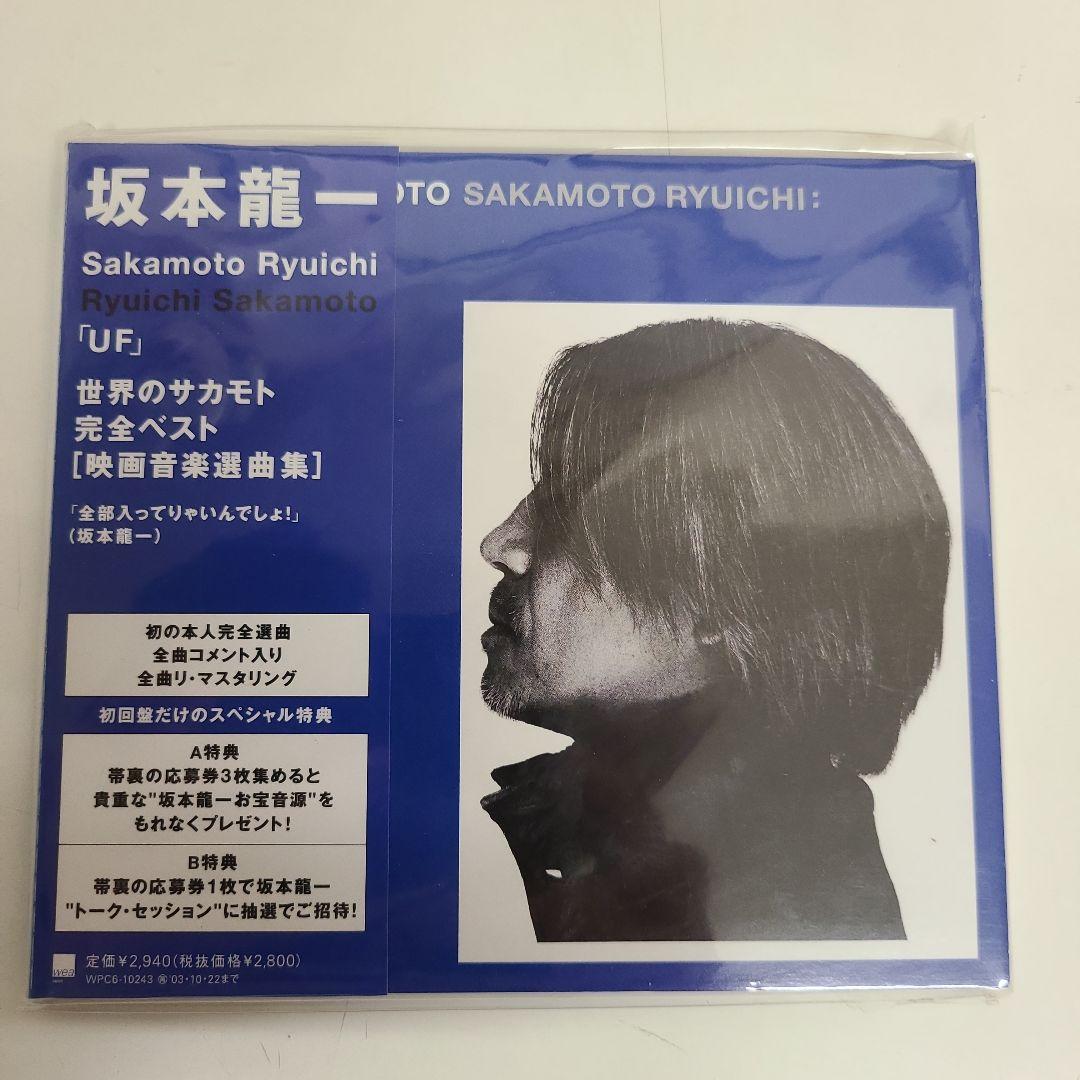 坂本龍一
Sakamoto Ryuichi
Ryuichi Sakamoto
「UF」
世界のサカモト
完全ベスト
[映画音楽選曲集]
「全部入ってりゃいんでしょ!」
(坂本龍一)
初の本人完全選曲
全曲コメント入り
全曲リ・マスタリング
初回盤だけのスペシャル特典
A特典
帯裏の応募券3枚集めると
貴重な"坂本龍一お宝音源"を
もれなくプレゼント!
B特典
帯裏の応募券1枚で坂本龍一
"トーク・セッション"に抽選でご招待!
wea
定価¥2,940(税抜価格¥2,800)
WPC6-10243 '03・10・22まで
OTO SAKAMOTO RYUICHI: